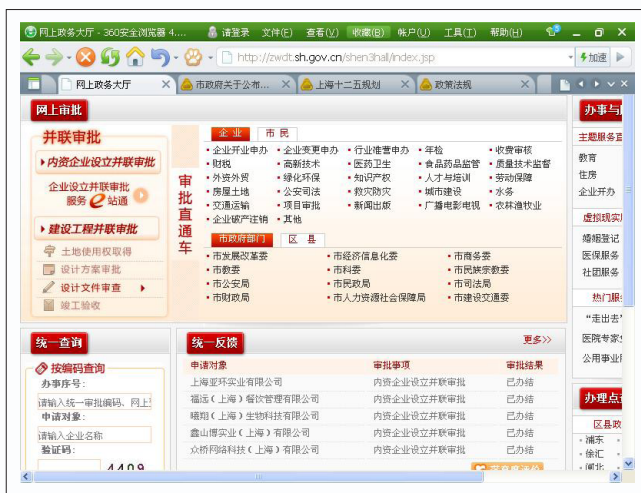 网上政务大厅 - 360安全浏览器 4.... 请登录 文件(F) 查看(V) 收藏(B) 帐户(U) 工具(T) 帮助(H)
http://zwdt.sh.gov.cn/shen3hall/index.jsp 加速
网上政务大厅 市政府关于公布... 上海十二五规划 政策法规
网上审批
并联审批
内资企业设立并联审批
企业设立并联审批
服务e站通
建设工程并联审批
土地使用权取得
设计方案审批
设计文件审查
竣工验收
审批直通车
企业 市民
企业开业申办 企业变更申办 行业准营申办 年检 收费审核
财税 高新技术 医药卫生 食品药品监管 质量技术监督
外资外贸 绿化环保 知识产权 人才与培训 劳动保障
房屋土地 公安司法 救灾防灾 城市建设 水务
交通运输 项目审批 新闻出版 广播电影电视 农林渔牧业
企业破产注销 其他
市政府部门 区县
市发展改革委 市经济信息化委 市商务委
市教委 市科委 市民族宗教委
市公安局 市民政局 市司法局
市财政局 市人力资源社会保障局 市建设交通委
办事与
主题服务直
教育
住房
企业开办
虚拟现实
婚姻登记
医保服务
社团服务
热门服
“走出去”
医院专家
公用事业
办理点
区县政
浦东
徐汇
闸北
统一查询
按编码查询
办事序号:
请输入统一审批编码、网上
申请对象:
请输入企业名称
验证码:
4409
统一反馈 更多>>
申请对象 审批事项 审批结果
上海亚环实业有限公司 内资企业设立并联审批 已办结
福远(上海)餐饮管理有限公司 内资企业设立并联审批 已办结
曦翔(上海)生物科技有限公司 内资企业设立并联审批 已办结
鑫山博实业(上海)有限公司 内资企业设立并联审批 已办结
众桥网络科技(上海)有限公司 内资企业设立并联审批 已办结